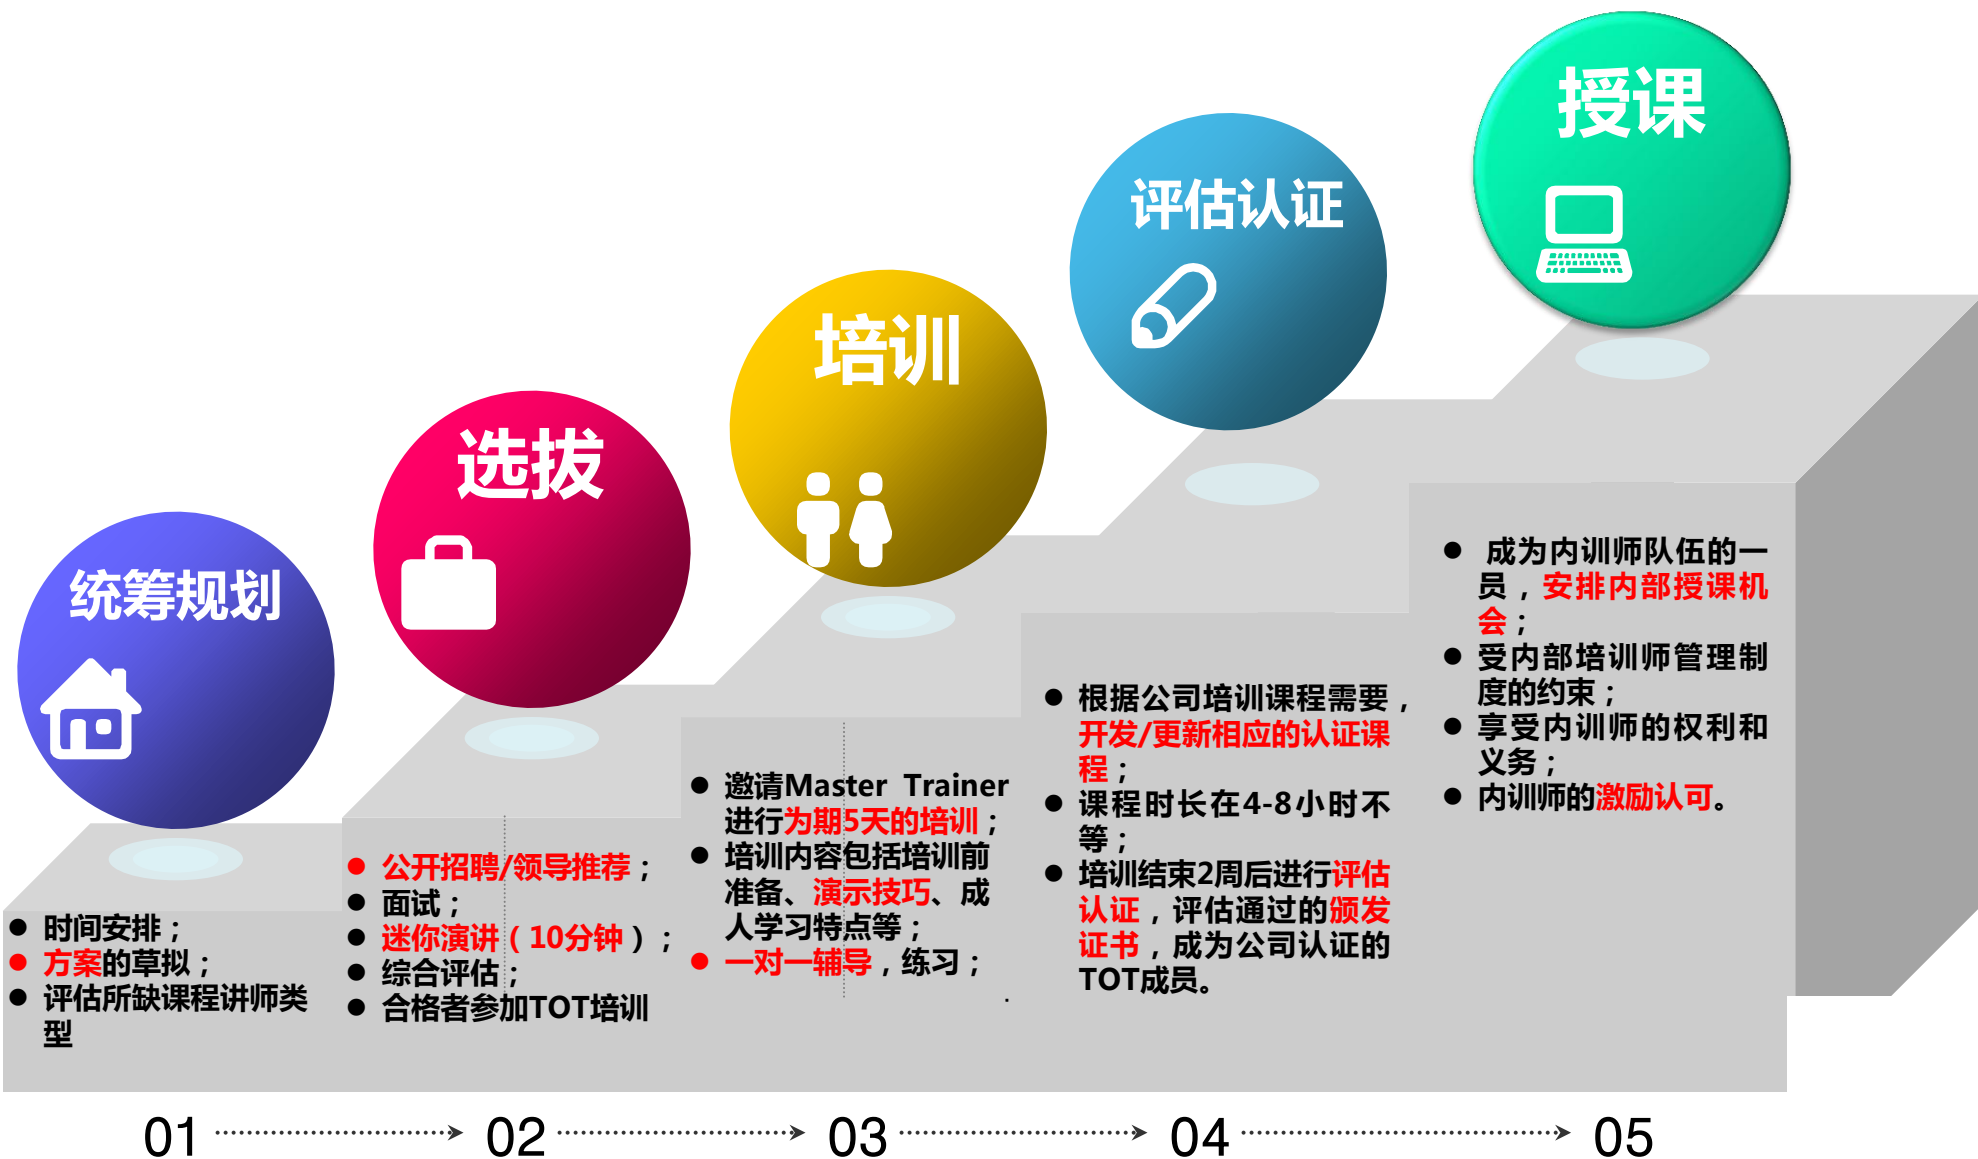 统筹规划
时间安排；
方案的草拟；
评估所缺课程讲师类
型
选拔
公开招聘/领导推荐；
面试；
迷你演讲（10分钟）；
综合评估；
合格者参加TOT培训
培训
邀请Master Trainer
进行为期5天的培训；
培训内容包括培训前
准备、演示技巧、成
人学习特点等；
一对一辅导，练习；
.
评估认证
根据公司培训课程需要，
开发/更新相应的认证课
程；
课程时长在4-8小时不
等；
培训结束2周后进行评估
认证，评估通过的颁发
证书，成为公司认证的
TOT成员。
授课
成为内训师队伍的一
员，安排内部授课机
会；
受内部培训师管理制
度的约束；
享受内训师的权利和
义务；
内训师的激励认可。
01
02
03
04
05